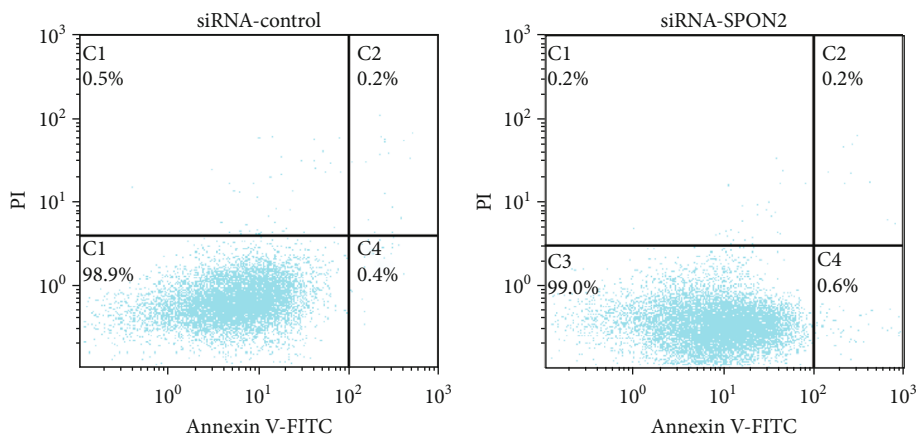 siRNA-control
10³
C1
0.5%
C2
0.2%
10²
PI
10¹
C1
98.9%
C4
0.4%
10⁰
10⁰
10¹
10²
10³
Annexin V-FITC
siRNA-SPON2
10³
C1
0.2%
C2
0.2%
10²
PI
10¹
C3
99.0%
C4
0.6%
10⁰
10⁰
10¹
10²
10³
Annexin V-FITC